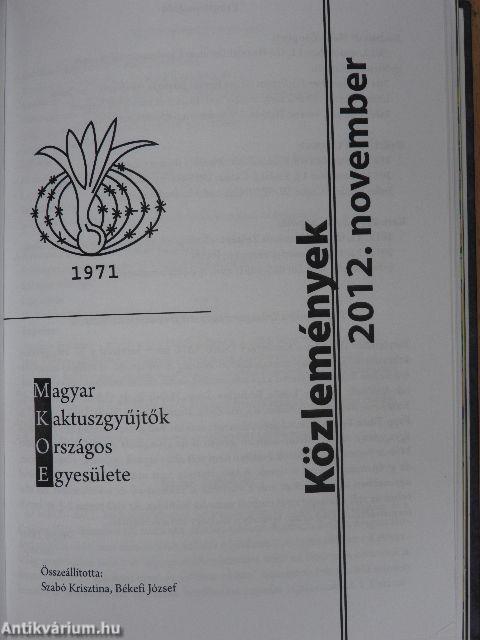 1971
Magyar
Kaktuszgyűjtők
Országos
Egyesülete
Közlemények
2012. november
Összeállította:
Szabó Krisztina, Békefi József
Antikvárium.hu